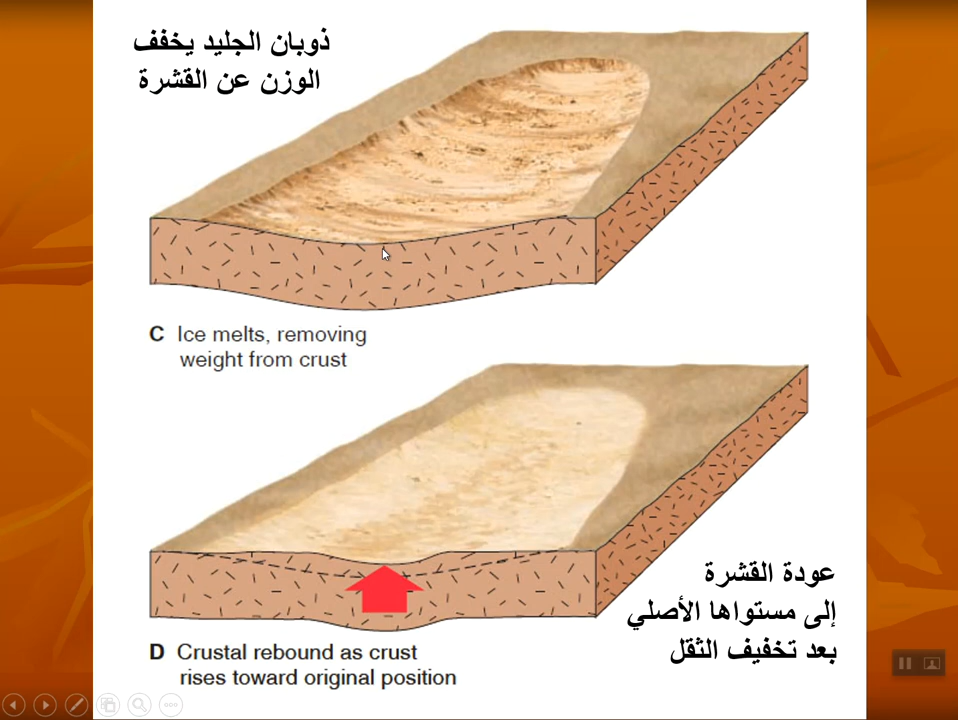 ذوبان الجليد يخفف
الوزن عن القشرة
C Ice melts, removing
weight from crust
عودة القشرة
إلى مستواها الأصلي
بعد تخفيف الثقل
D Crustal rebound as crust
rises toward original position